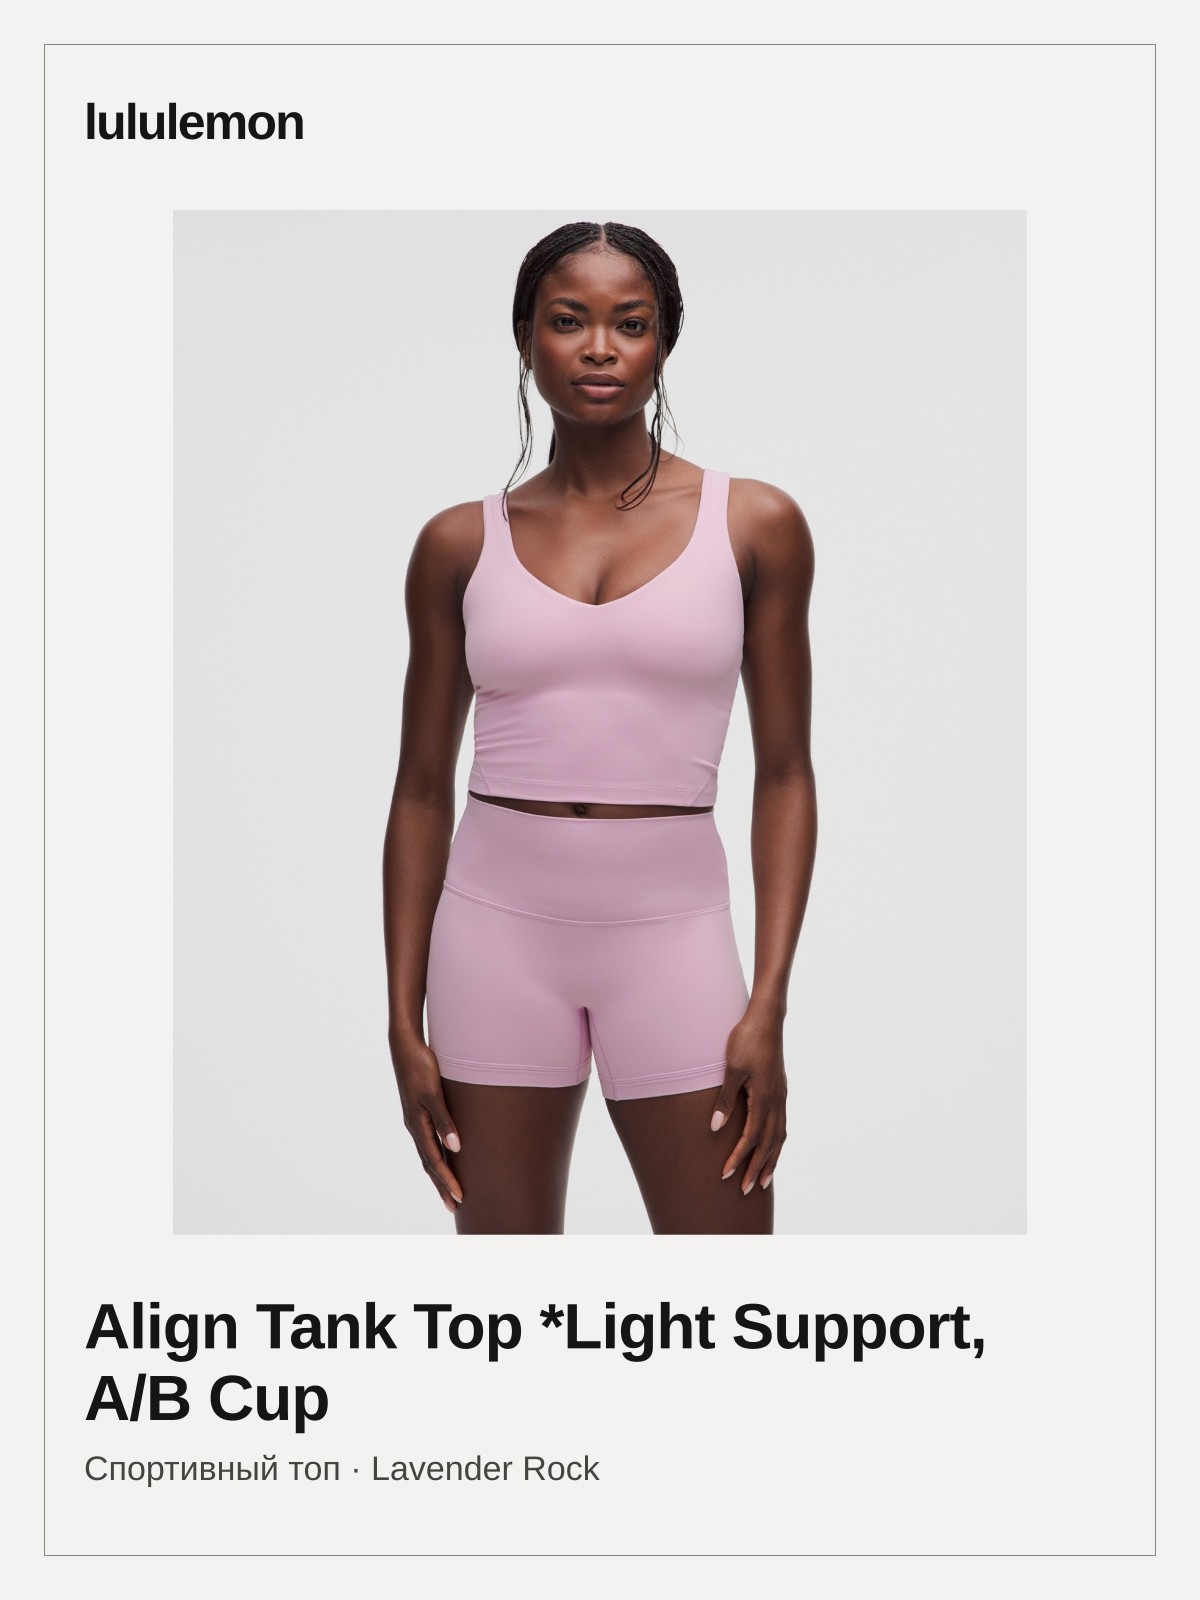 lululemon
Align Tank Top *Light Support,
A/B Cup
Спортивный топ · Lavender Rock